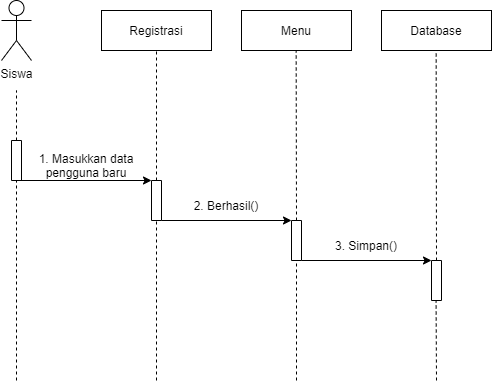 Registrasi
Menu
Database
Siswa
1. Masukkan data
pengguna baru
2. Berhasil()
3. Simpan()